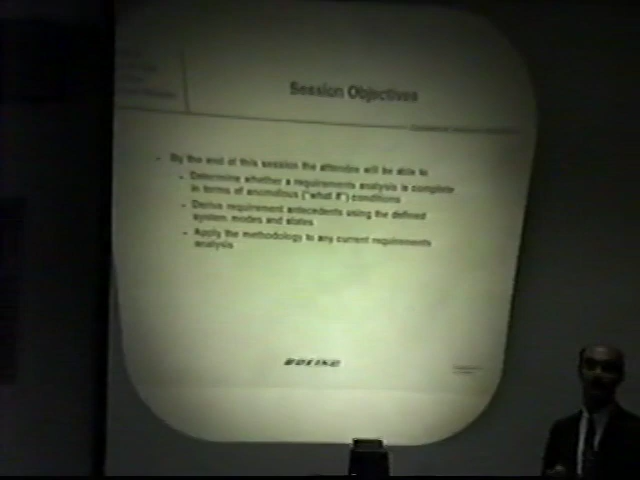 Session Objectives
- By the end of this session the attendee will be able to
- Determine whether a requirements analysis is complete
in terms of anomalous ("what if") conditions
- Derive requirement antecedents using the defined
system modes and states
- Apply the methodology to any current requirements
analysis
BOEING